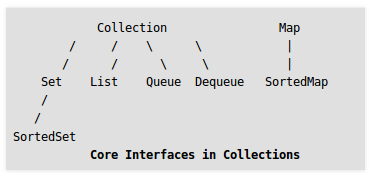 Collection Map
/ / \ \ |
/ / \ \ |
Set List Queue Dequeue SortedMap
/
/
SortedSet
Core Interfaces in Collections